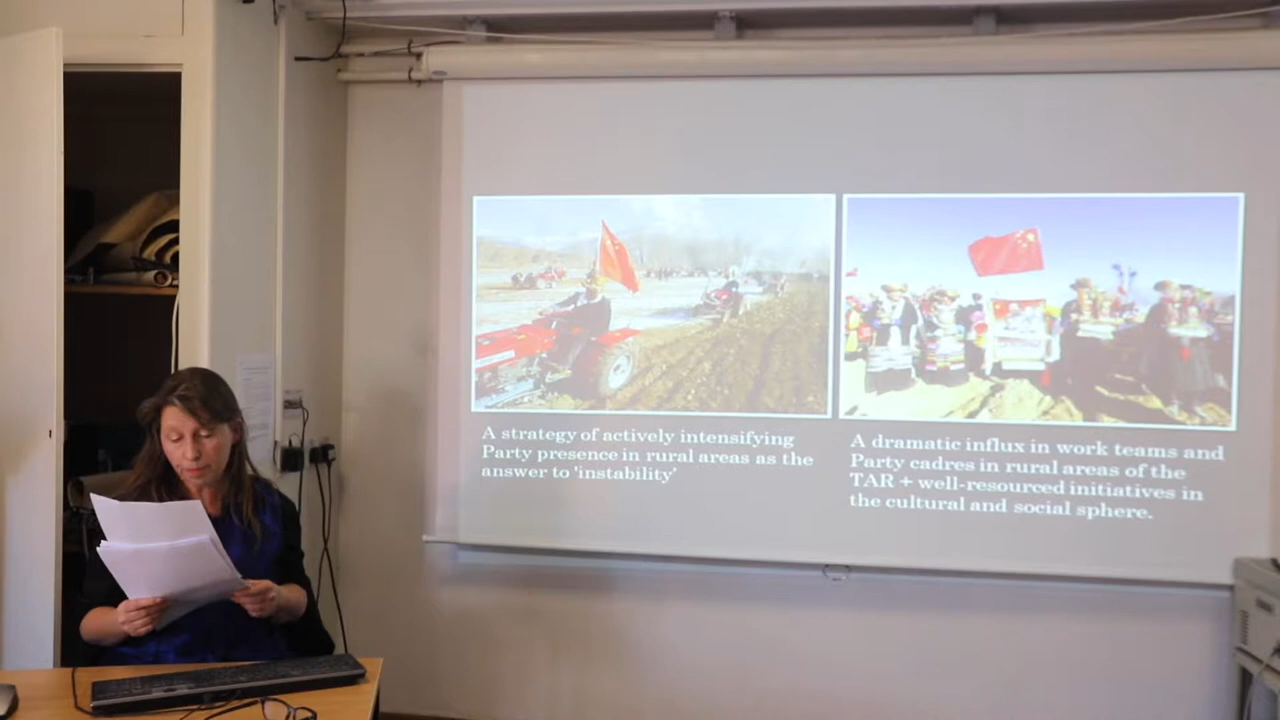 A strategy of actively intensifying
Party presence in rural areas as the
answer to 'instability'
A dramatic influx in work teams and
Party cadres in rural areas of the
TAR + well-resourced initiatives in
the cultural and social sphere.